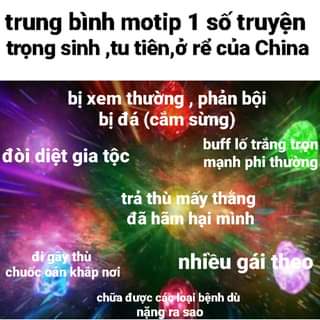 trung bình motip 1 số truyện
trọng sinh ,tu tiên,ở rể của China
bị xem thường , phản bội
bị đá (cắm sừng)
đòi diệt gia tộc
buff lố trắng trợn
mạnh phi thường
trả thù mấy thằng
đã hãm hại mình
đi gây thù
chuốc oán khắp nơi
nhiều gái theo
chữa được các loại bệnh dù
nặng ra sao